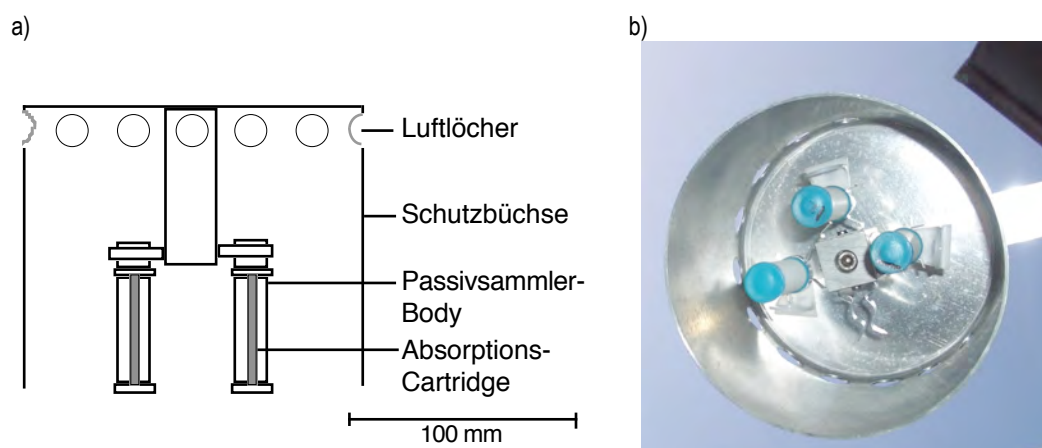 a)
b)
Luftlöcher
Schutzbüchse
Passivsammler-
Body
Absorptions-
Cartridge
100 mm